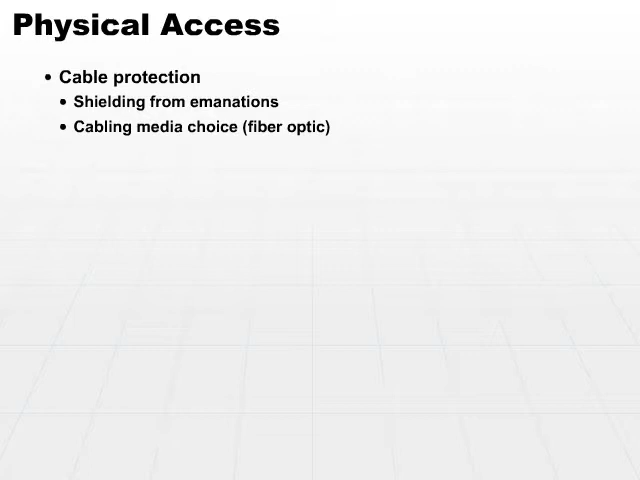 Physical Access
• Cable protection
• Shielding from emanations
• Cabling media choice (fiber optic)